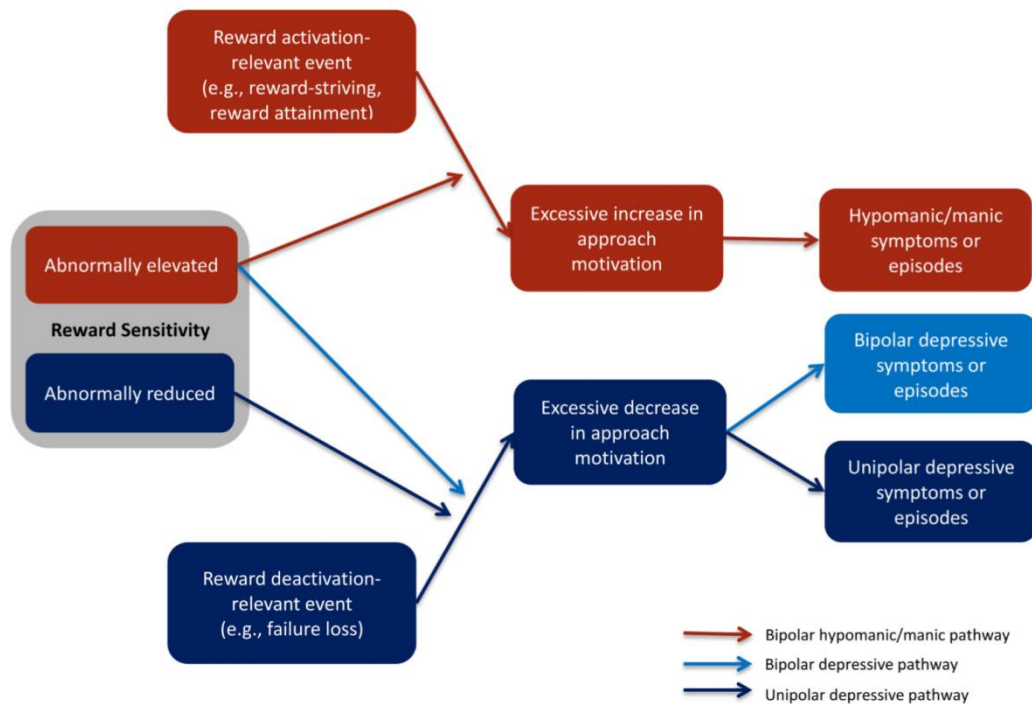 Reward activation-
relevant event
(e.g., reward-striving,
reward attainment)
Excessive increase in
approach
motivation
Hypomanic/manic
symptoms or
episodes
Abnormally elevated
Reward Sensitivity
Abnormally reduced
Bipolar depressive
symptoms or
episodes
Excessive decrease
in approach
motivation
Unipolar depressive
symptoms or
episodes
Reward deactivation-
relevant event
(e.g., failure loss)
Bipolar hypomanic/manic pathway
Bipolar depressive pathway
Unipolar depressive pathway